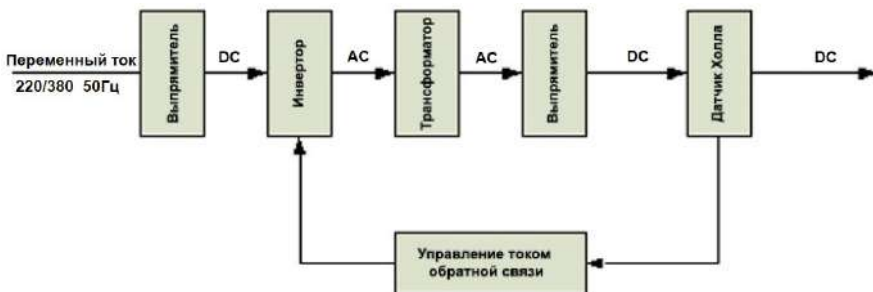 Переменный ток
220/380 50Гц
Выпрямитель
DC
Инвертор
AC
Трансформатор
AC
Выпрямитель
DC
Датчик Холла
DC
Управление током
обратной связи